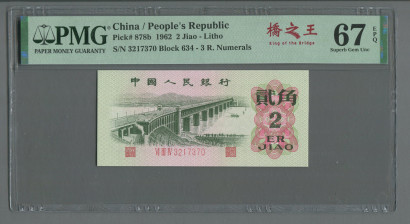 PMG
PAPER MONEY GUARANTY
China / People's Republic
Pick# 878b 1962 2 Jiao - Litho
S/N 3217370 Block 634 - 3 R. Numerals
橋之王
King of the Bridge
67 EPQ
Superb Gem Unc
中国人民银行
贰角
2
ER
JIAO
3217370